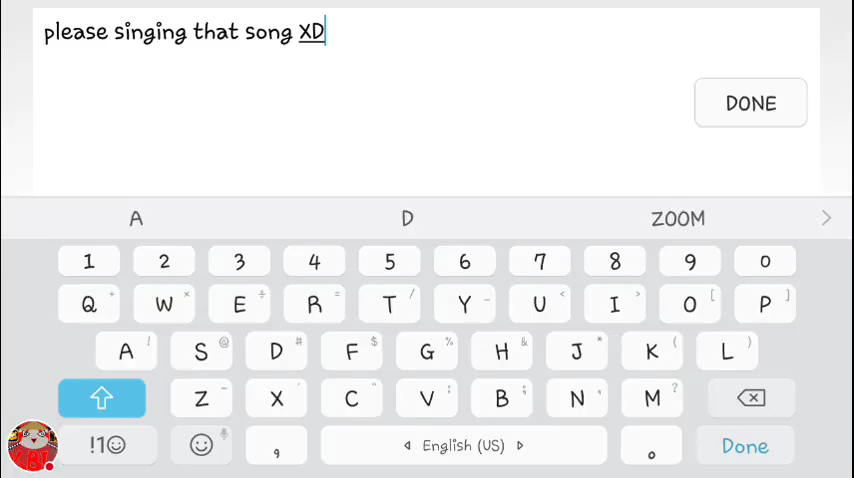 please singing that song XD
DONE
A D ZOOM >
1 2 3 4 5 6 7 8 9 0
Q + W × E ÷ R = T / Y _ U < I > O [ P ]
A ! S @ D # F $ G % H & J * K ( L )
Z - X ' C " V : B ; N , M ?
!1☺ , English (US) . Done